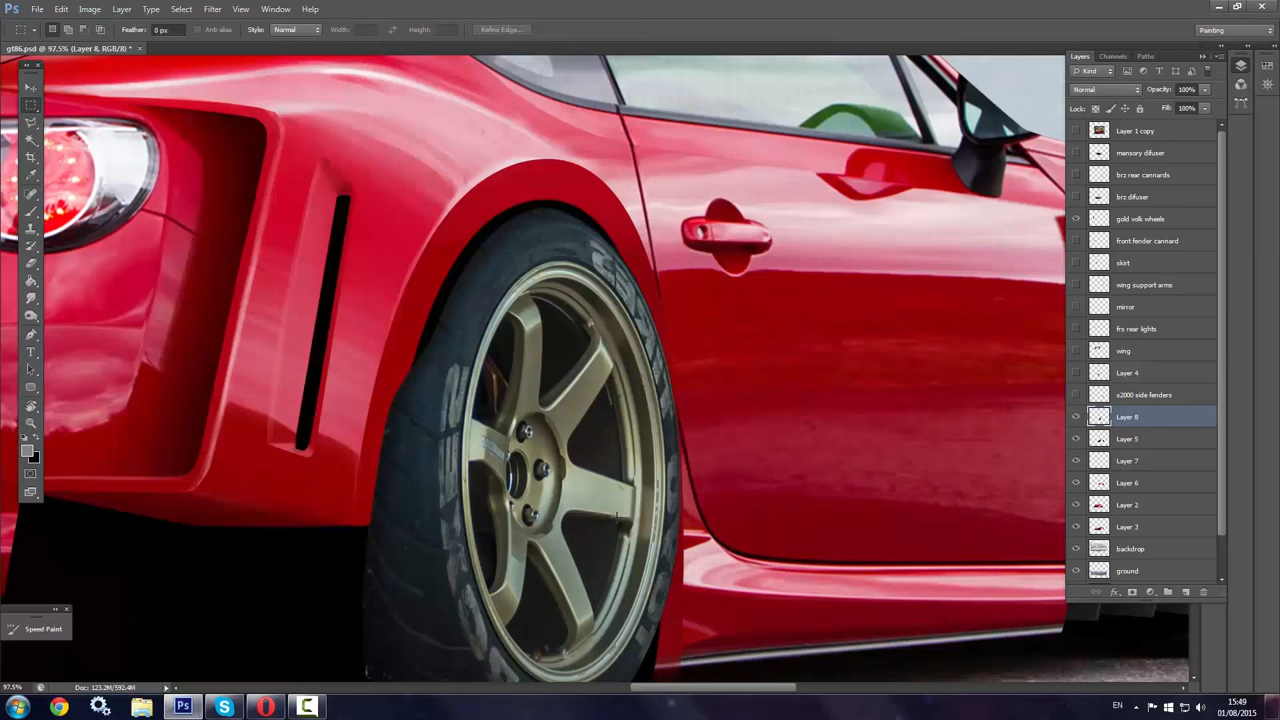 Ps File Edit Image Layer Type Select Filter 3D View Window Help
Feather: 0 px Anti-alias Style: Normal Width: Height: Refine Edge... Painting
gt86.psd @ 97.5% (Layer 8, RGB/8) *
Layers Channels Paths
Kind
Normal Opacity: 100%
Lock: Fill: 100%
Layer 1 copy
mansory difuser
brz rear cannards
brz difuser
gold volk wheels
front fender cannard
skirt
wing support arms
mirror
frs rear lights
wing
Layer 4
s2000 side fenders
Layer 8
Layer 5
Layer 7
Layer 6
Layer 2
Layer 3
backdrop
ground
fx
Speed Paint
97.5% Doc: 123.2M/592.4M
EN 15:49
01/08/2015